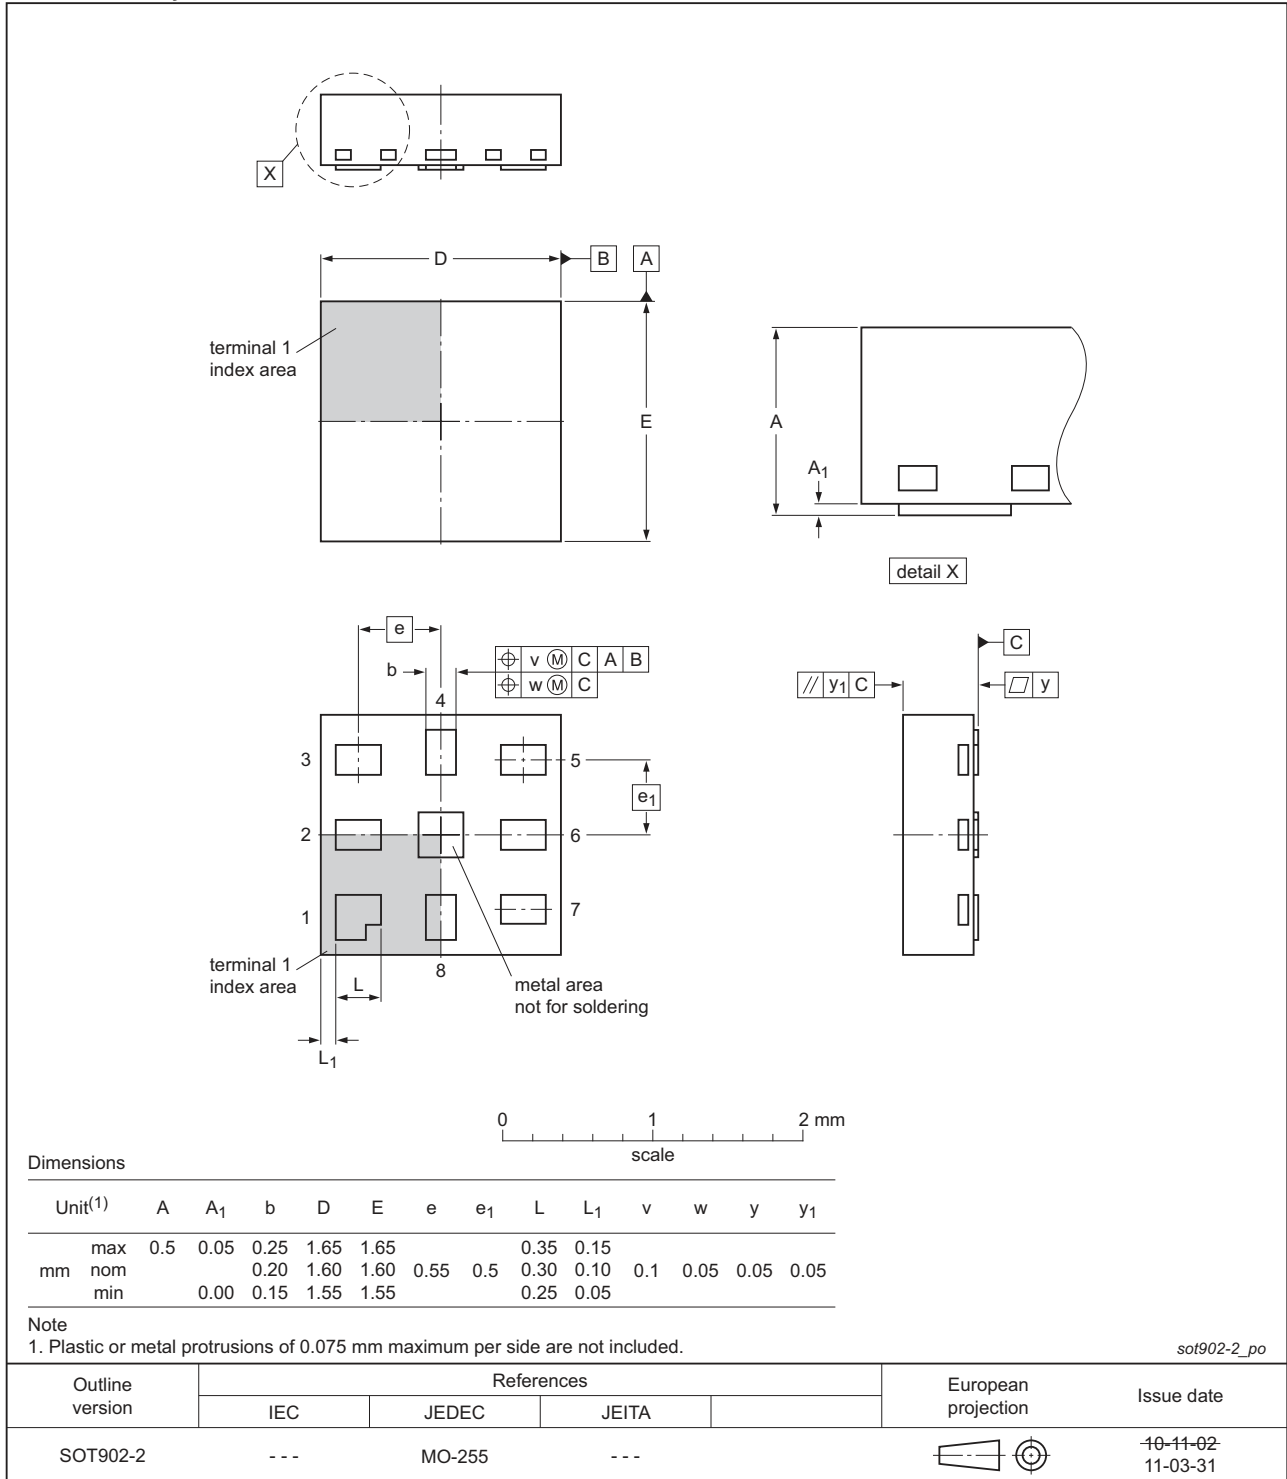 X
D
B
A
terminal 1
index area
E
A
A1
detail X
e
b
v M C A B
w M C
4
3
5
e1
2
6
1
7
terminal 1
index area
L
8
metal area
not for soldering
L1
C
// y1 C
y
0 1 2 mm
scale
Dimensions
Unit(1) A A1 b D E e e1 L L1 v w y y1
max 0.5 0.05 0.25 1.65 1.65 0.35 0.15
mm nom 0.20 1.60 1.60 0.55 0.5 0.30 0.10 0.1 0.05 0.05 0.05
min 0.00 0.15 1.55 1.55 0.25 0.05
Note
1. Plastic or metal protrusions of 0.075 mm maximum per side are not included.
sot902-2_po
Outline
version
References
IEC JEDEC JEITA
European
projection
Issue date
SOT902-2 - - - MO-255 - - -
10-11-02
11-03-31